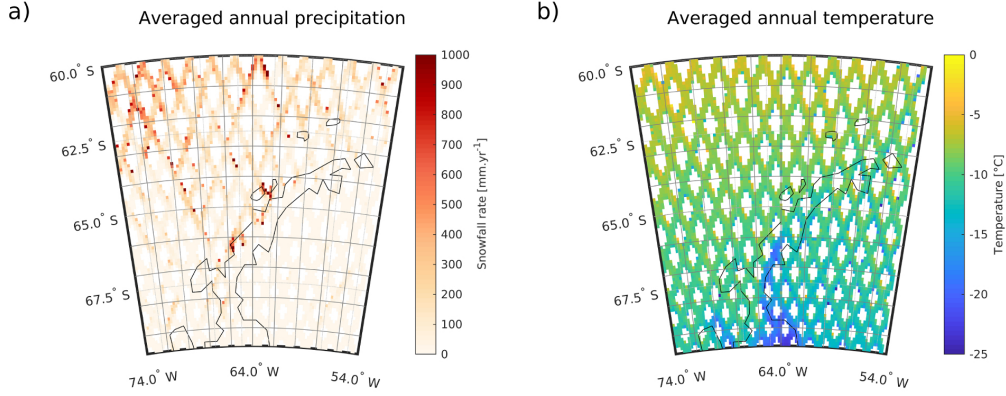 a)
Averaged annual precipitation
60.0° S
62.5° S
65.0° S
67.5° S
74.0° W
64.0° W
54.0° W
1000
900
800
700
600
500
400
300
200
100
0
Snowfall rate [mm.yr⁻¹]
b)
Averaged annual temperature
60.0° S
62.5° S
65.0° S
67.5° S
74.0° W
64.0° W
54.0° W
0
-5
-10
-15
-20
-25
Temperature [°C]